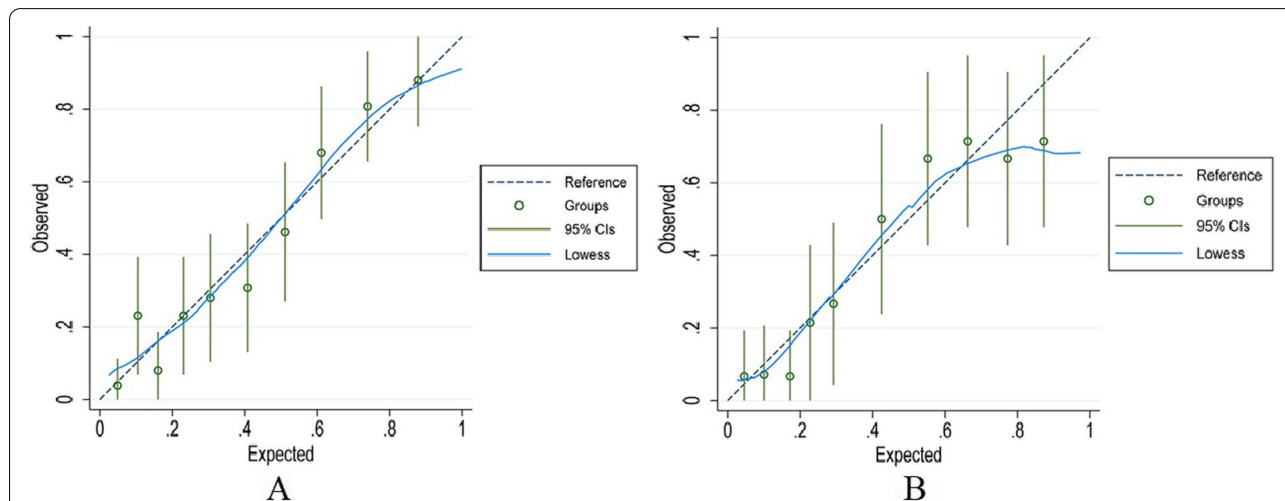 1
.8
.6
.4
.2
0
Observed
0 .2 .4 .6 .8 1
Expected
Reference
Groups
95% CIs
Lowess
A
1
.8
.6
.4
.2
0
Observed
0 .2 .4 .6 .8 1
Expected
Reference
Groups
95% CIs
Lowess
B